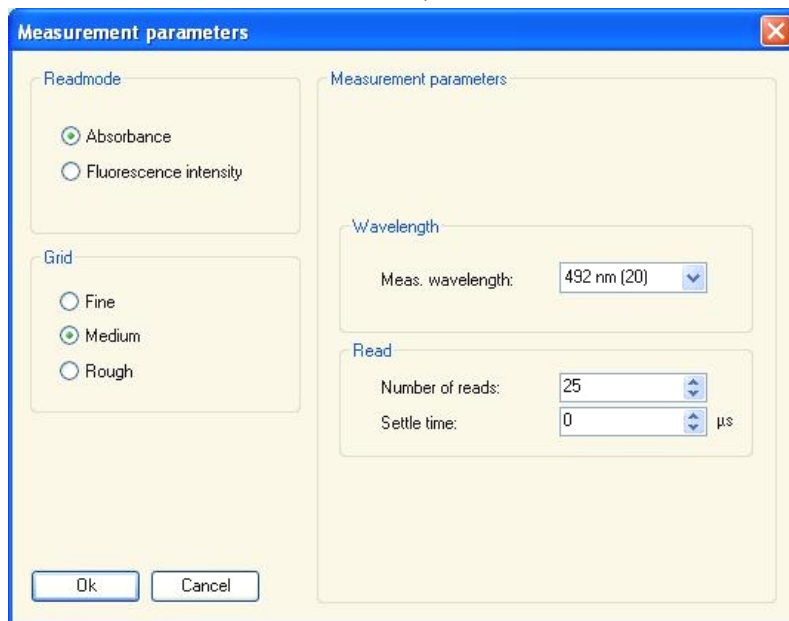 Measurement parameters
Readmode
Absorbance
Fluorescence intensity
Grid
Fine
Medium
Rough
Measurement parameters
Wavelength
Meas. wavelength: 492 nm (20)
Read
Number of reads: 25
Settle time: 0 µs
Ok Cancel